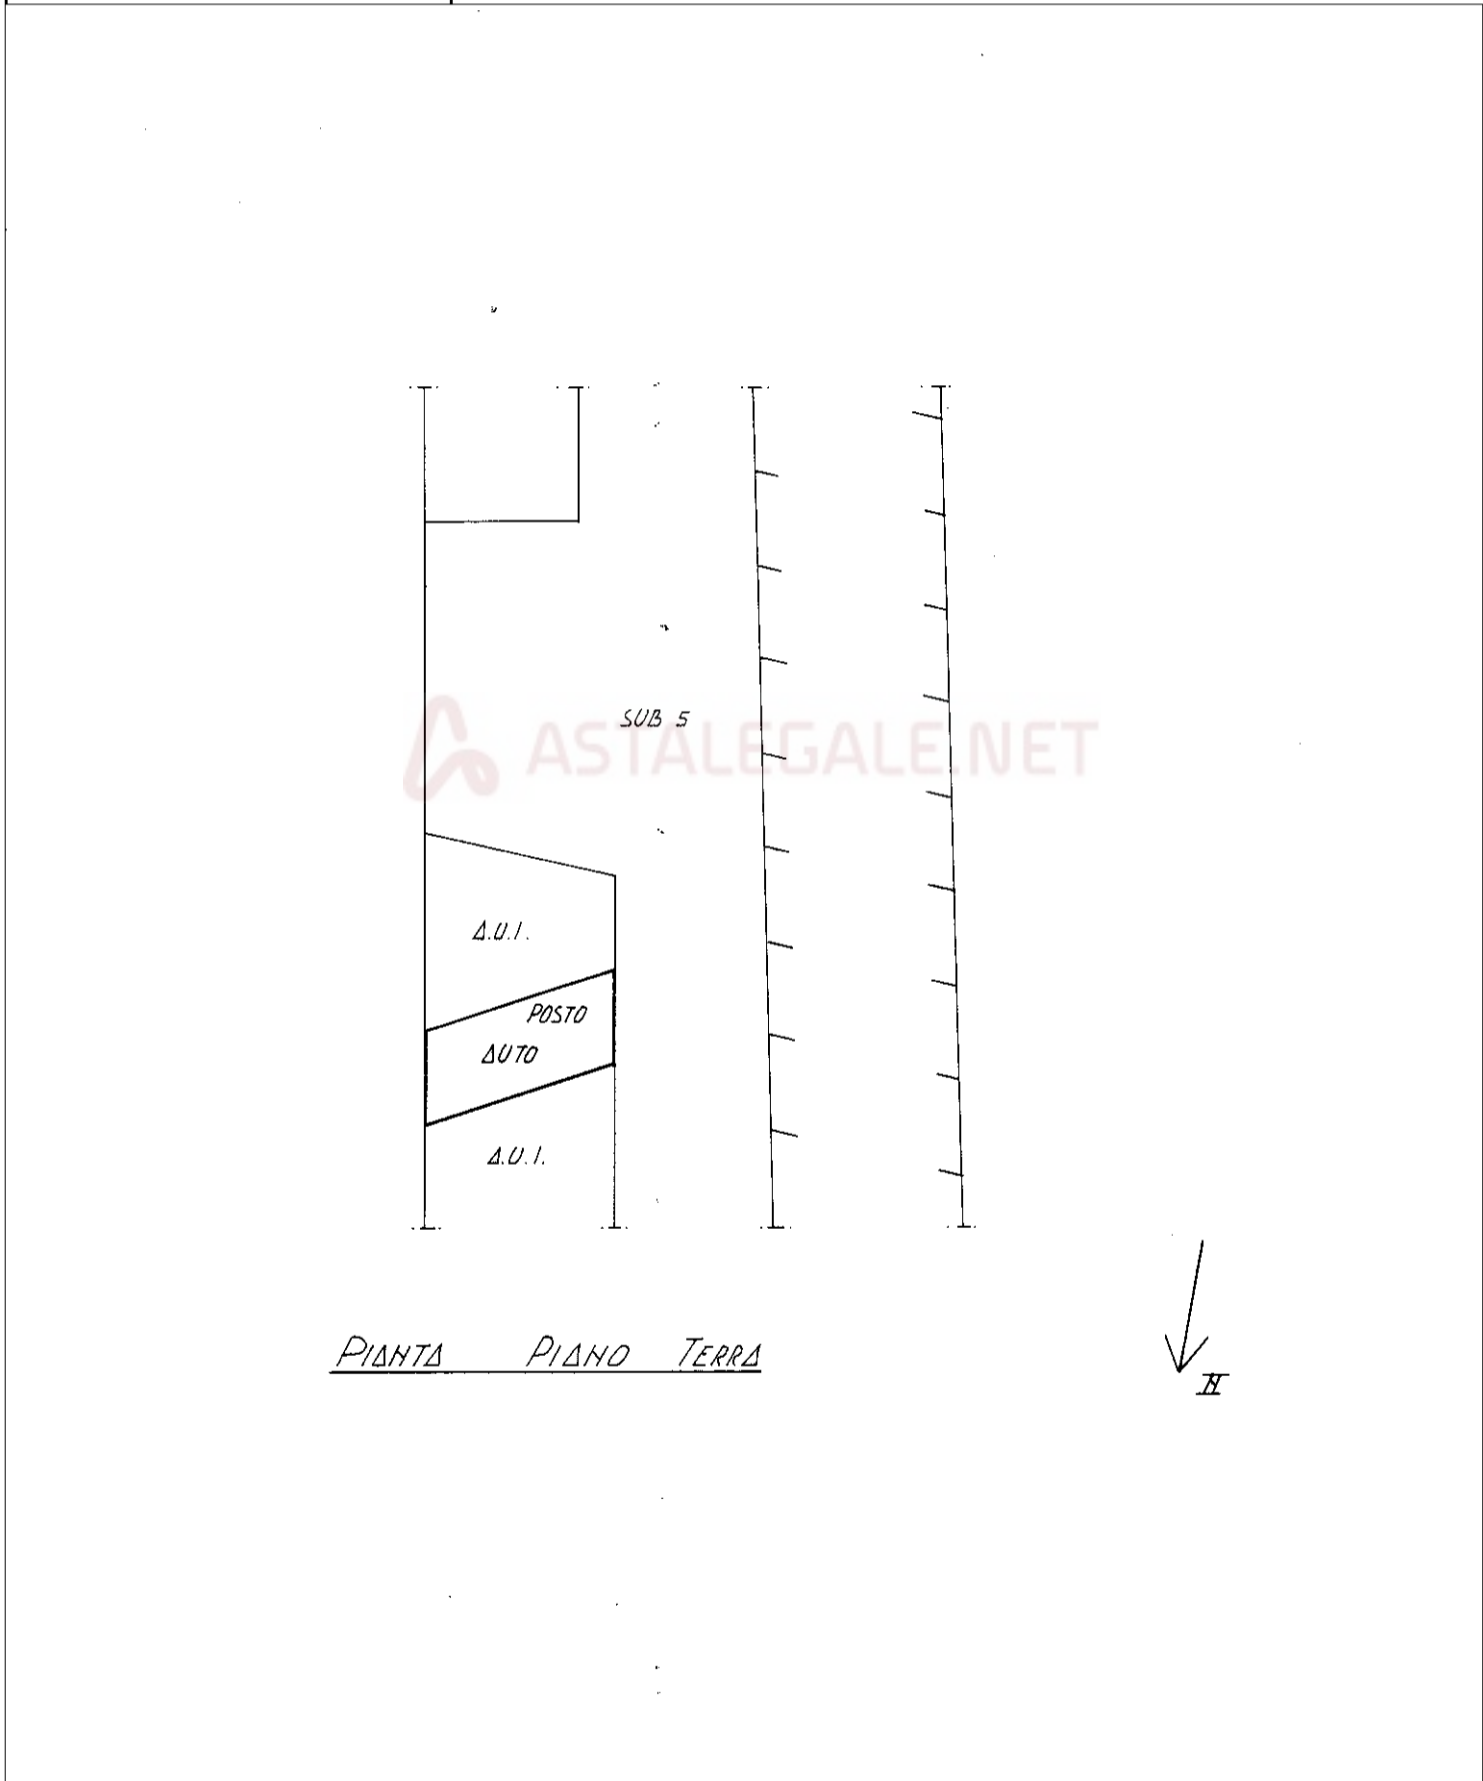 SUB 5
ASTALEGALE.NET
A.U.I.
POSTO
AUTO
A.U.I.
PIANTA PIANO TERRA
N